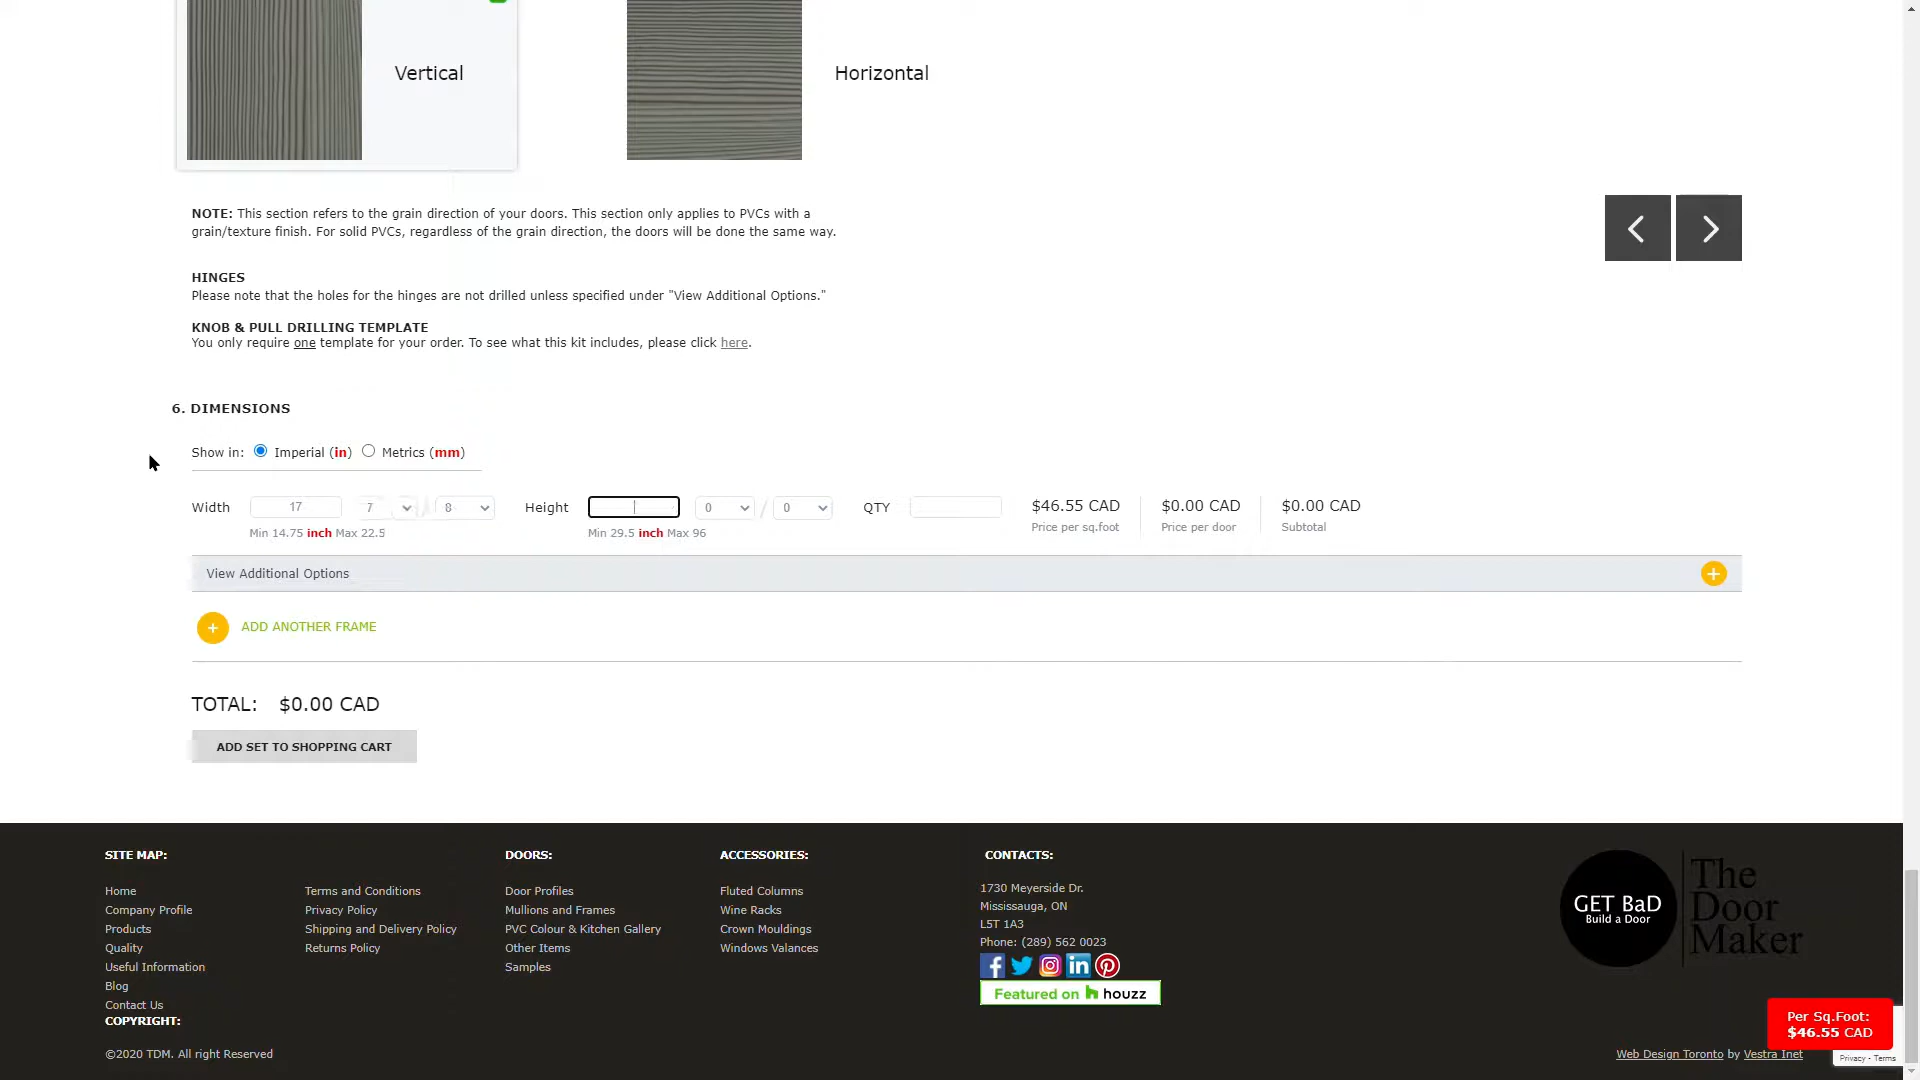 Vertical
Horizontal
NOTE: This section refers to the grain direction of your doors. This section only applies to PVCs with a
grain/texture finish. For solid PVCs, regardless of the grain direction, the doors will be done the same way.
HINGES
Please note that the holes for the hinges are not drilled unless specified under "View Additional Options."
KNOB & PULL DRILLING TEMPLATE
You only require one template for your order. To see what this kit includes, please click here.
6. DIMENSIONS
Show in: Imperial (in) Metrics (mm)
Width 17 7 / 8 Height 0 / 0 QTY $46.55 CAD $0.00 CAD $0.00 CAD
Min 14.75 inch Max 22.5 Min 29.5 inch Max 96 Price per sq.foot Price per door Subtotal
View Additional Options
ADD ANOTHER FRAME
TOTAL: $0.00 CAD
ADD SET TO SHOPPING CART
SITE MAP:
Home
Company Profile
Products
Quality
Useful Information
Blog
Contact Us
Terms and Conditions
Privacy Policy
Shipping and Delivery Policy
Returns Policy
DOORS:
Door Profiles
Mullions and Frames
PVC Colour & Kitchen Gallery
Other Items
Samples
ACCESSORIES:
Fluted Columns
Wine Racks
Crown Mouldings
Windows Valances
CONTACTS:
1730 Meyerside Dr.
Mississauga, ON
L5T 1A3
Phone: (289) 562 0023
Featured on houzz
GET BaD
Build a Door
The
Door
Maker
COPYRIGHT:
©2020 TDM. All right Reserved
Per Sq.Foot:
$46.55 CAD
Web Design Toronto by Vestra Inet
Privacy - Terms